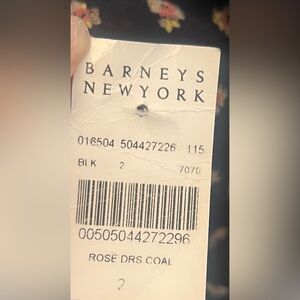 BARNEYS
NEWYORK
016504 504427226 115
BLK 2 7070
00505044272296
ROSE DRS COAL
2